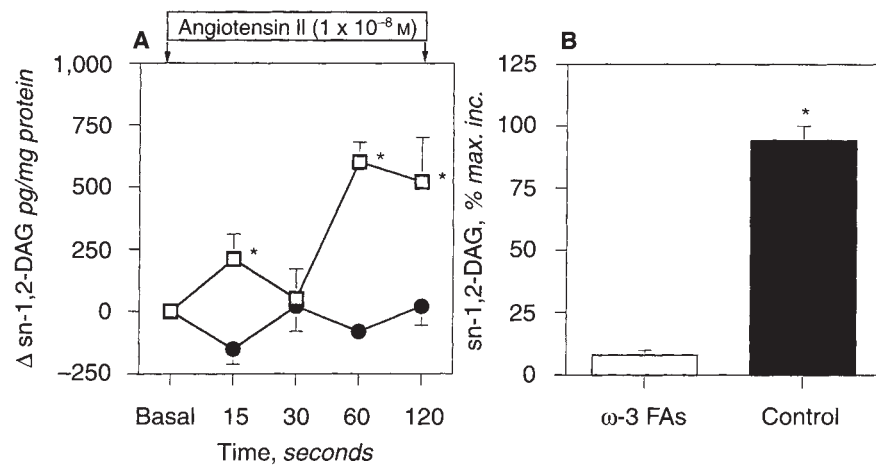 Angiotensin II (1 x 10⁻⁸ M)
A
1,000
750
500
250
0
−250
Δ sn-1,2-DAG pg/mg protein
*
*
*
Basal 15 30 60 120
Time, seconds
B
125
100
75
50
25
0
sn-1,2-DAG, % max. inc.
*
ω-3 FAs Control